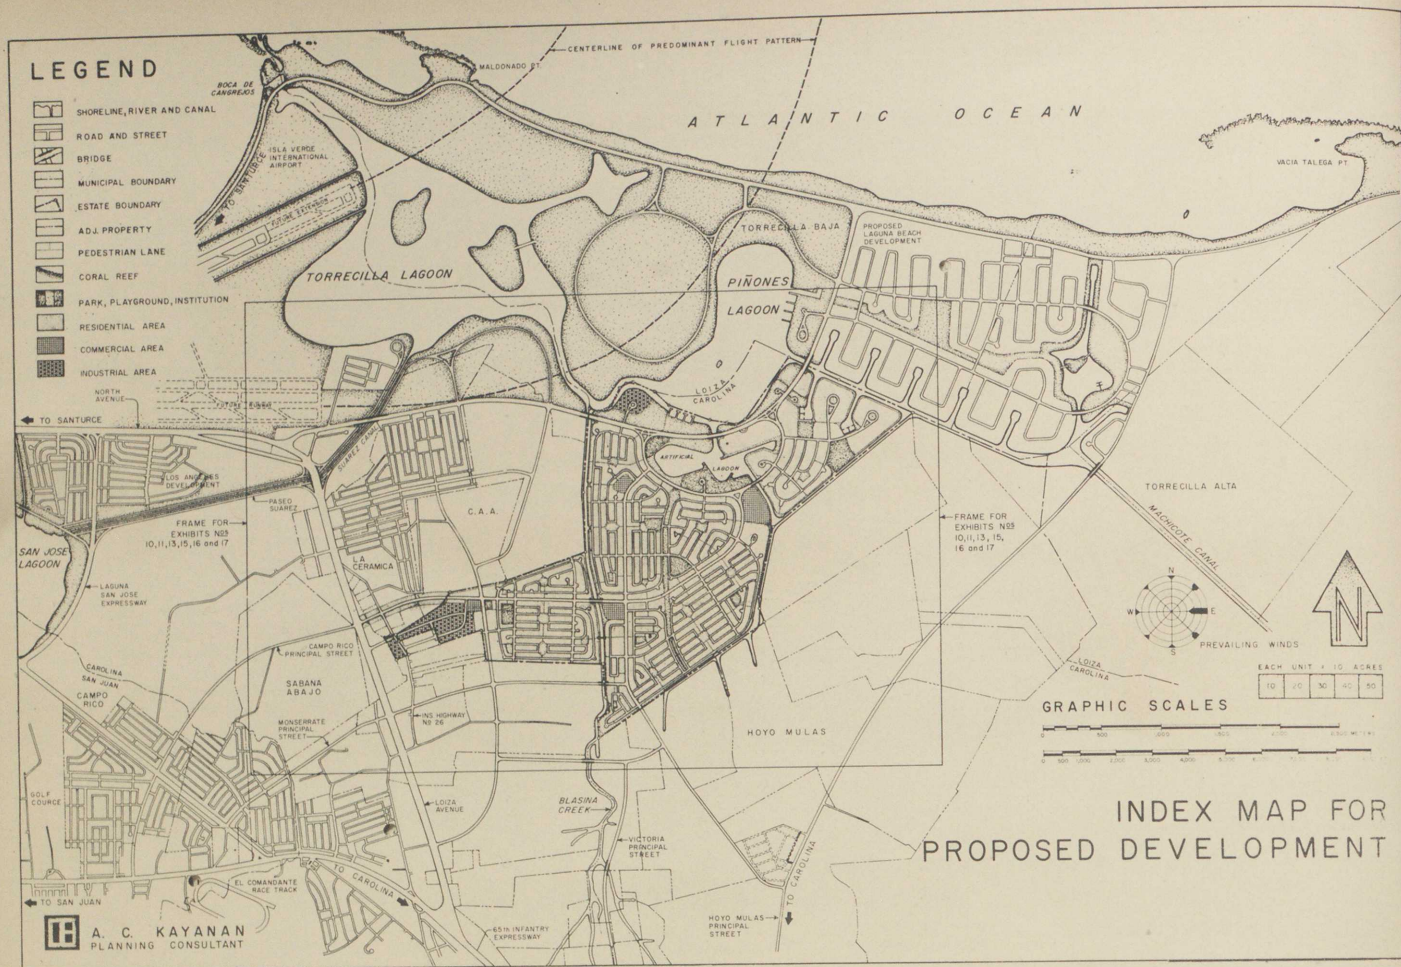 LEGEND
SHORELINE, RIVER AND CANAL
ROAD AND STREET
BRIDGE
MUNICIPAL BOUNDARY
ESTATE BOUNDARY
ADJ. PROPERTY
PEDESTRIAN LANE
CORAL REEF
PARK, PLAYGROUND, INSTITUTION
RESIDENTIAL AREA
COMMERCIAL AREA
INDUSTRIAL AREA
CENTERLINE OF PREDOMINANT FLIGHT PATTERN
MALDONADO PT.
BOCA DE
CANGREJOS
ATLANTIC OCEAN
VACIA TALEGA PT.
ISLA VERDE
INTERNATIONAL
AIRPORT
TO SANTURCE
FUTURE EXTENSION
TORRECILLA LAGOON
TORRECILLA BAJA
PROPOSED
LAGUNA BEACH
DEVELOPMENT
PIÑONES
LAGOON
LOIZA
CAROLINA
NORTH
AVENUE
TO SANTURCE
FUTURE
SUAREZ CANAL
LOS ANGELES
DEVELOPMENT
PASEO
SUAREZ
FRAME FOR
EXHIBITS NOS
10,11,13,15,16 and 17
C.A.A.
ARTIFICIAL
LAGOON
FRAME FOR
EXHIBITS NOS
10,11, 13, 15,
16 and 17
TORRECILLA ALTA
MACHICOTE CANAL
SAN JOSE
LAGOON
LAGUNA
SAN JOSE
EXPRESSWAY
LA
CERAMICA
N
W
E
S
PREVAILING WINDS
N
CAMPO RICO
PRINCIPAL STREET
CAROLINA
SAN JUAN
CAMPO
RICO
SABANA
ABAJO
LOIZA
CAROLINA
EACH UNIT = 10 ACRES
10 20 30 40 50
GRAPHIC SCALES
MONSERRATE
PRINCIPAL
STREET
INS. HIGHWAY
Nº 26
HOYO MULAS
GOLF
COURCE
LOIZA
AVENUE
BLASINA
CREEK
VICTORIA
PRINCIPAL
STREET
INDEX MAP FOR
PROPOSED DEVELOPMENT
EL COMANDANTE
RACE TRACK
TO CAROLINA
TO CAROLINA
TO SAN JUAN
HOYO MULAS
PRINCIPAL
STREET
65th INFANTRY
EXPRESSWAY
A. C. KAYANAN
PLANNING CONSULTANT